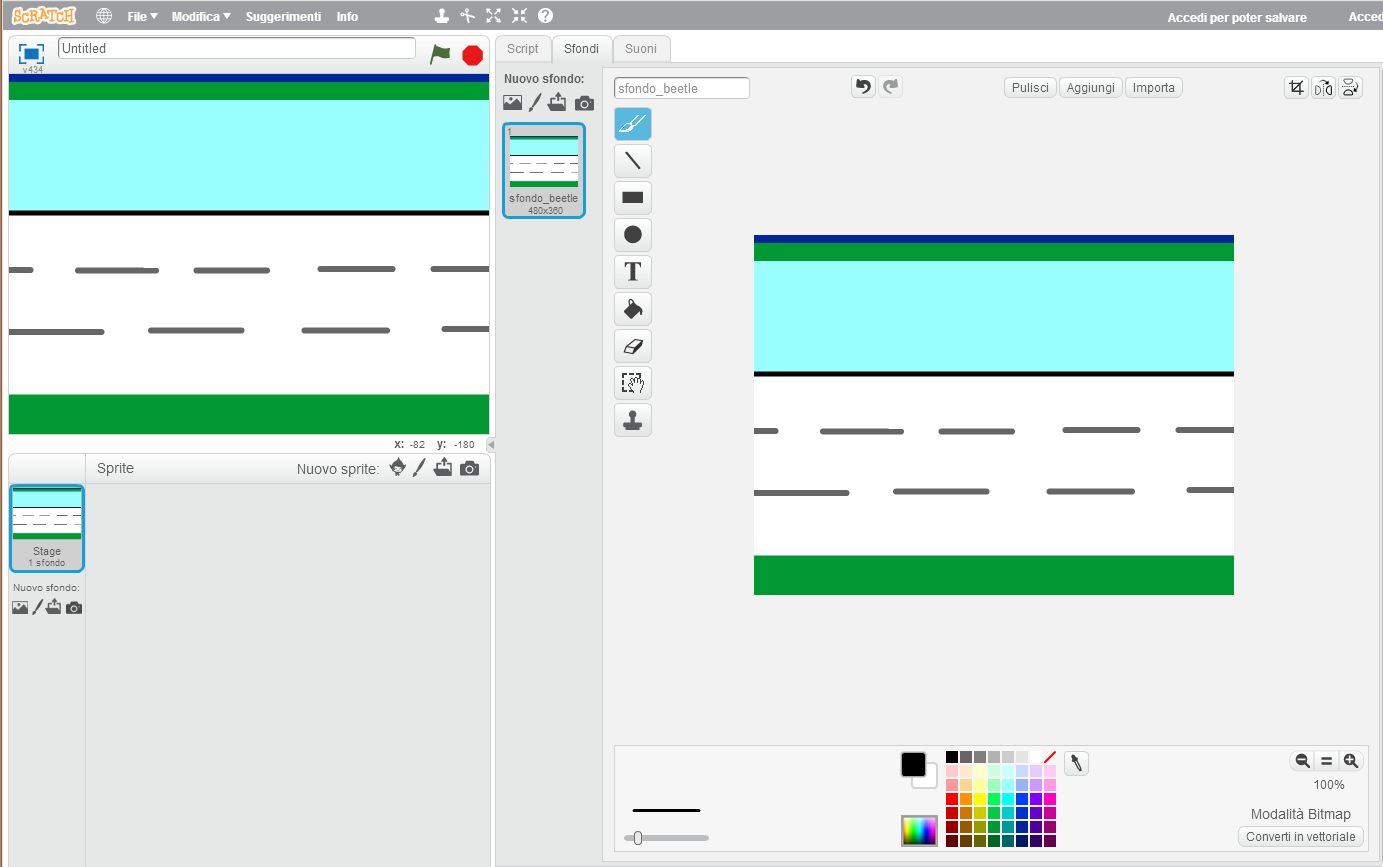 SCRATCH
File Modifica Suggerimenti Info
Accedi per poter salvare
Acced
v434
Untitled
Script Sfondi Suoni
Nuovo sfondo:
1
sfondo_beetle
480x360
sfondo_beetle
Pulisci Aggiungi Importa
T
x: -82 y: -180
Sprite
Nuovo sprite:
Stage
1 sfondo
Nuovo sfondo:
100%
Modalità Bitmap
Converti in vettoriale